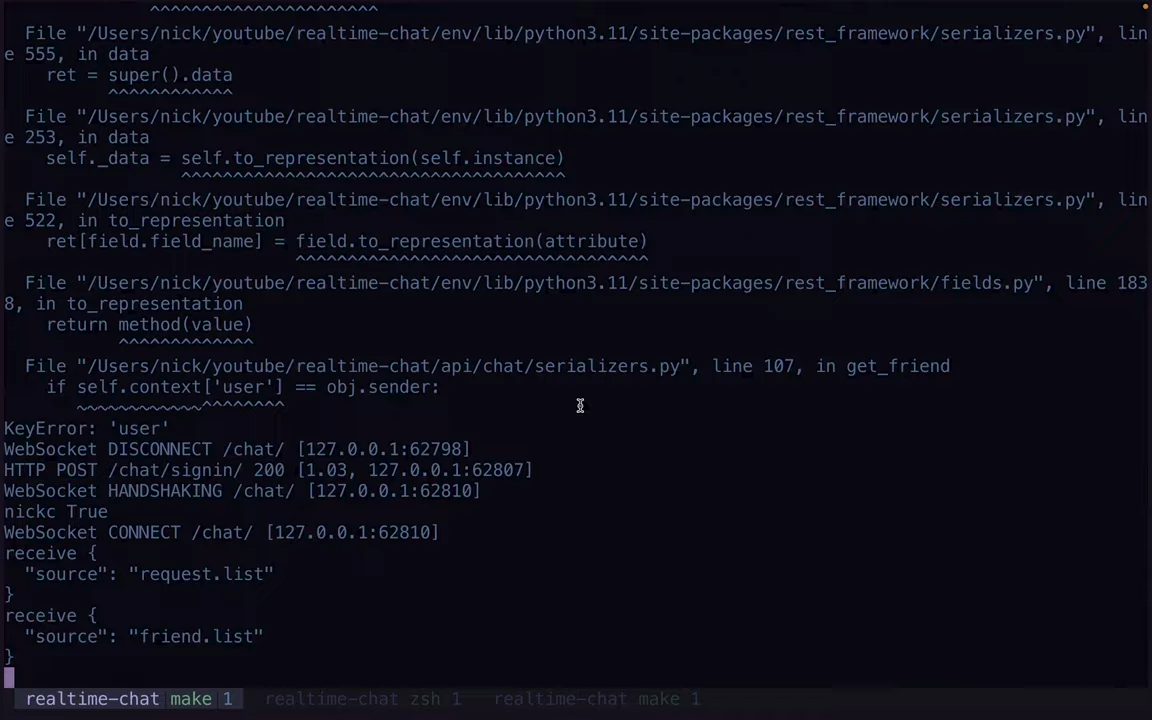 ^^^^^^^^^^^^^^^^^^^^^^
  File "/Users/nick/youtube/realtime-chat/env/lib/python3.11/site-packages/rest_framework/serializers.py", lin
e 555, in data
    ret = super().data
          ^^^^^^^^^^^^
  File "/Users/nick/youtube/realtime-chat/env/lib/python3.11/site-packages/rest_framework/serializers.py", lin
e 253, in data
    self._data = self.to_representation(self.instance)
                 ^^^^^^^^^^^^^^^^^^^^^^^^^^^^^^^^^^^^^
  File "/Users/nick/youtube/realtime-chat/env/lib/python3.11/site-packages/rest_framework/serializers.py", lin
e 522, in to_representation
    ret[field.field_name] = field.to_representation(attribute)
                            ^^^^^^^^^^^^^^^^^^^^^^^^^^^^^^^^^^
  File "/Users/nick/youtube/realtime-chat/env/lib/python3.11/site-packages/rest_framework/fields.py", line 183
8, in to_representation
    return method(value)
           ^^^^^^^^^^^^^
  File "/Users/nick/youtube/realtime-chat/api/chat/serializers.py", line 107, in get_friend
    if self.context['user'] == obj.sender:
       ~~~~~~~~~~~~^^^^^^^^
KeyError: 'user'
WebSocket DISCONNECT /chat/ [127.0.0.1:62798]
HTTP POST /chat/signin/ 200 [1.03, 127.0.0.1:62807]
WebSocket HANDSHAKING /chat/ [127.0.0.1:62810]
nickc True
WebSocket CONNECT /chat/ [127.0.0.1:62810]
receive {
  "source": "request.list"
}
receive {
  "source": "friend.list"
}
realtime-chat make 1 realtime-chat zsh 1 realtime-chat make 1